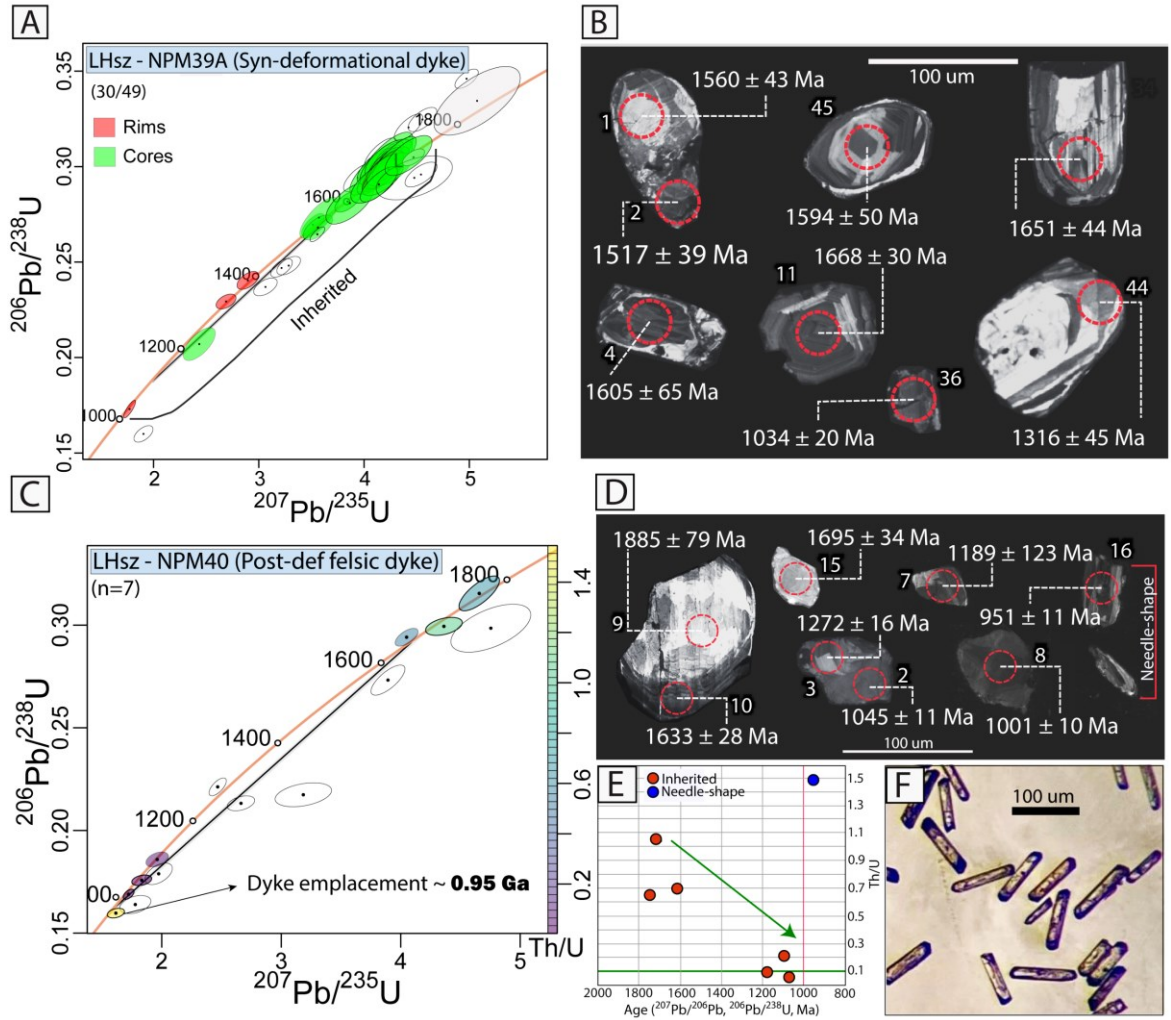 A
LHsz - NPM39A (Syn-deformational dyke)
(30/49)
Rims
Cores
Inherited
0.35
0.30
0.25
0.20
0.15
1800
1600
1400
1200
1000
2
3
4
5
206Pb/238U
207Pb/235U
B
100 um
1560 ± 43 Ma
1
2
1517 ± 39 Ma
45
1594 ± 50 Ma
1651 ± 44 Ma
4
1605 ± 65 Ma
11
1668 ± 30 Ma
36
1034 ± 20 Ma
44
1316 ± 45 Ma
C
LHsz - NPM40 (Post-def felsic dyke)
(n=7)
1800
1600
1400
1200
00
Dyke emplacement ~ 0.95 Ga
0.30
0.25
0.20
0.15
2
3
4
5
206Pb/238U
207Pb/235U
1.4
1.0
0.6
0.2
Th/U
D
1885 ± 79 Ma
9
10
1633 ± 28 Ma
1695 ± 34 Ma
15
1272 ± 16 Ma
3
2
1045 ± 11 Ma
1189 ± 123 Ma
7
16
951 ± 11 Ma
8
1001 ± 10 Ma
Needle-shape
100 um
E
Inherited
Needle-shape
1.5
1.3
1.1
0.9
0.7
0.5
0.3
0.1
Th/U
2000
1800
1600
1400
1200
1000
800
Age (207Pb/206Pb, 206Pb/238U, Ma)
F
100 um